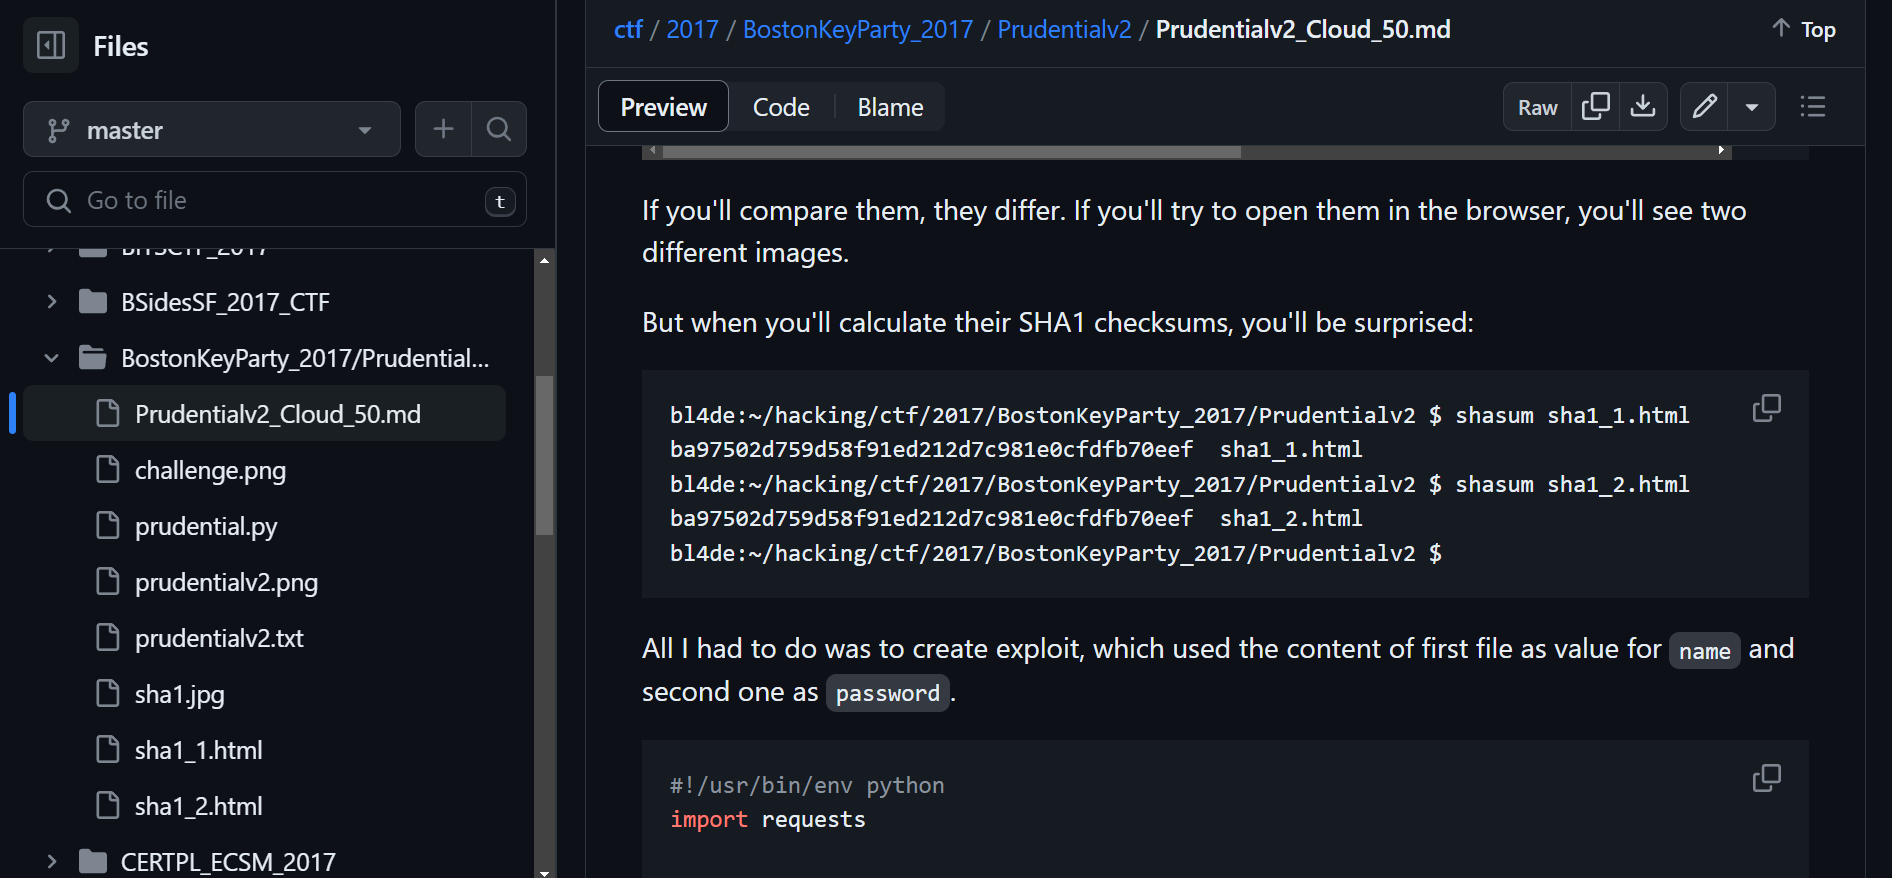 Files
master
Go to file
t
BITSCTF_2017
BSidesSF_2017_CTF
BostonKeyParty_2017/Prudential...
Prudentialv2_Cloud_50.md
challenge.png
prudential.py
prudentialv2.png
prudentialv2.txt
sha1.jpg
sha1_1.html
sha1_2.html
CERTPL_ECSM_2017
ctf / 2017 / BostonKeyParty_2017 / Prudentialv2 / Prudentialv2_Cloud_50.md
Top
Preview Code Blame
Raw
If you'll compare them, they differ. If you'll try to open them in the browser, you'll see two
different images.
But when you'll calculate their SHA1 checksums, you'll be surprised:
bl4de:~/hacking/ctf/2017/BostonKeyParty_2017/Prudentialv2 $ shasum sha1_1.html
ba97502d759d58f91ed212d7c981e0cfdfb70eef  sha1_1.html
bl4de:~/hacking/ctf/2017/BostonKeyParty_2017/Prudentialv2 $ shasum sha1_2.html
ba97502d759d58f91ed212d7c981e0cfdfb70eef  sha1_2.html
bl4de:~/hacking/ctf/2017/BostonKeyParty_2017/Prudentialv2 $
All I had to do was to create exploit, which used the content of first file as value for name and
second one as password.
#!/usr/bin/env python
import requests